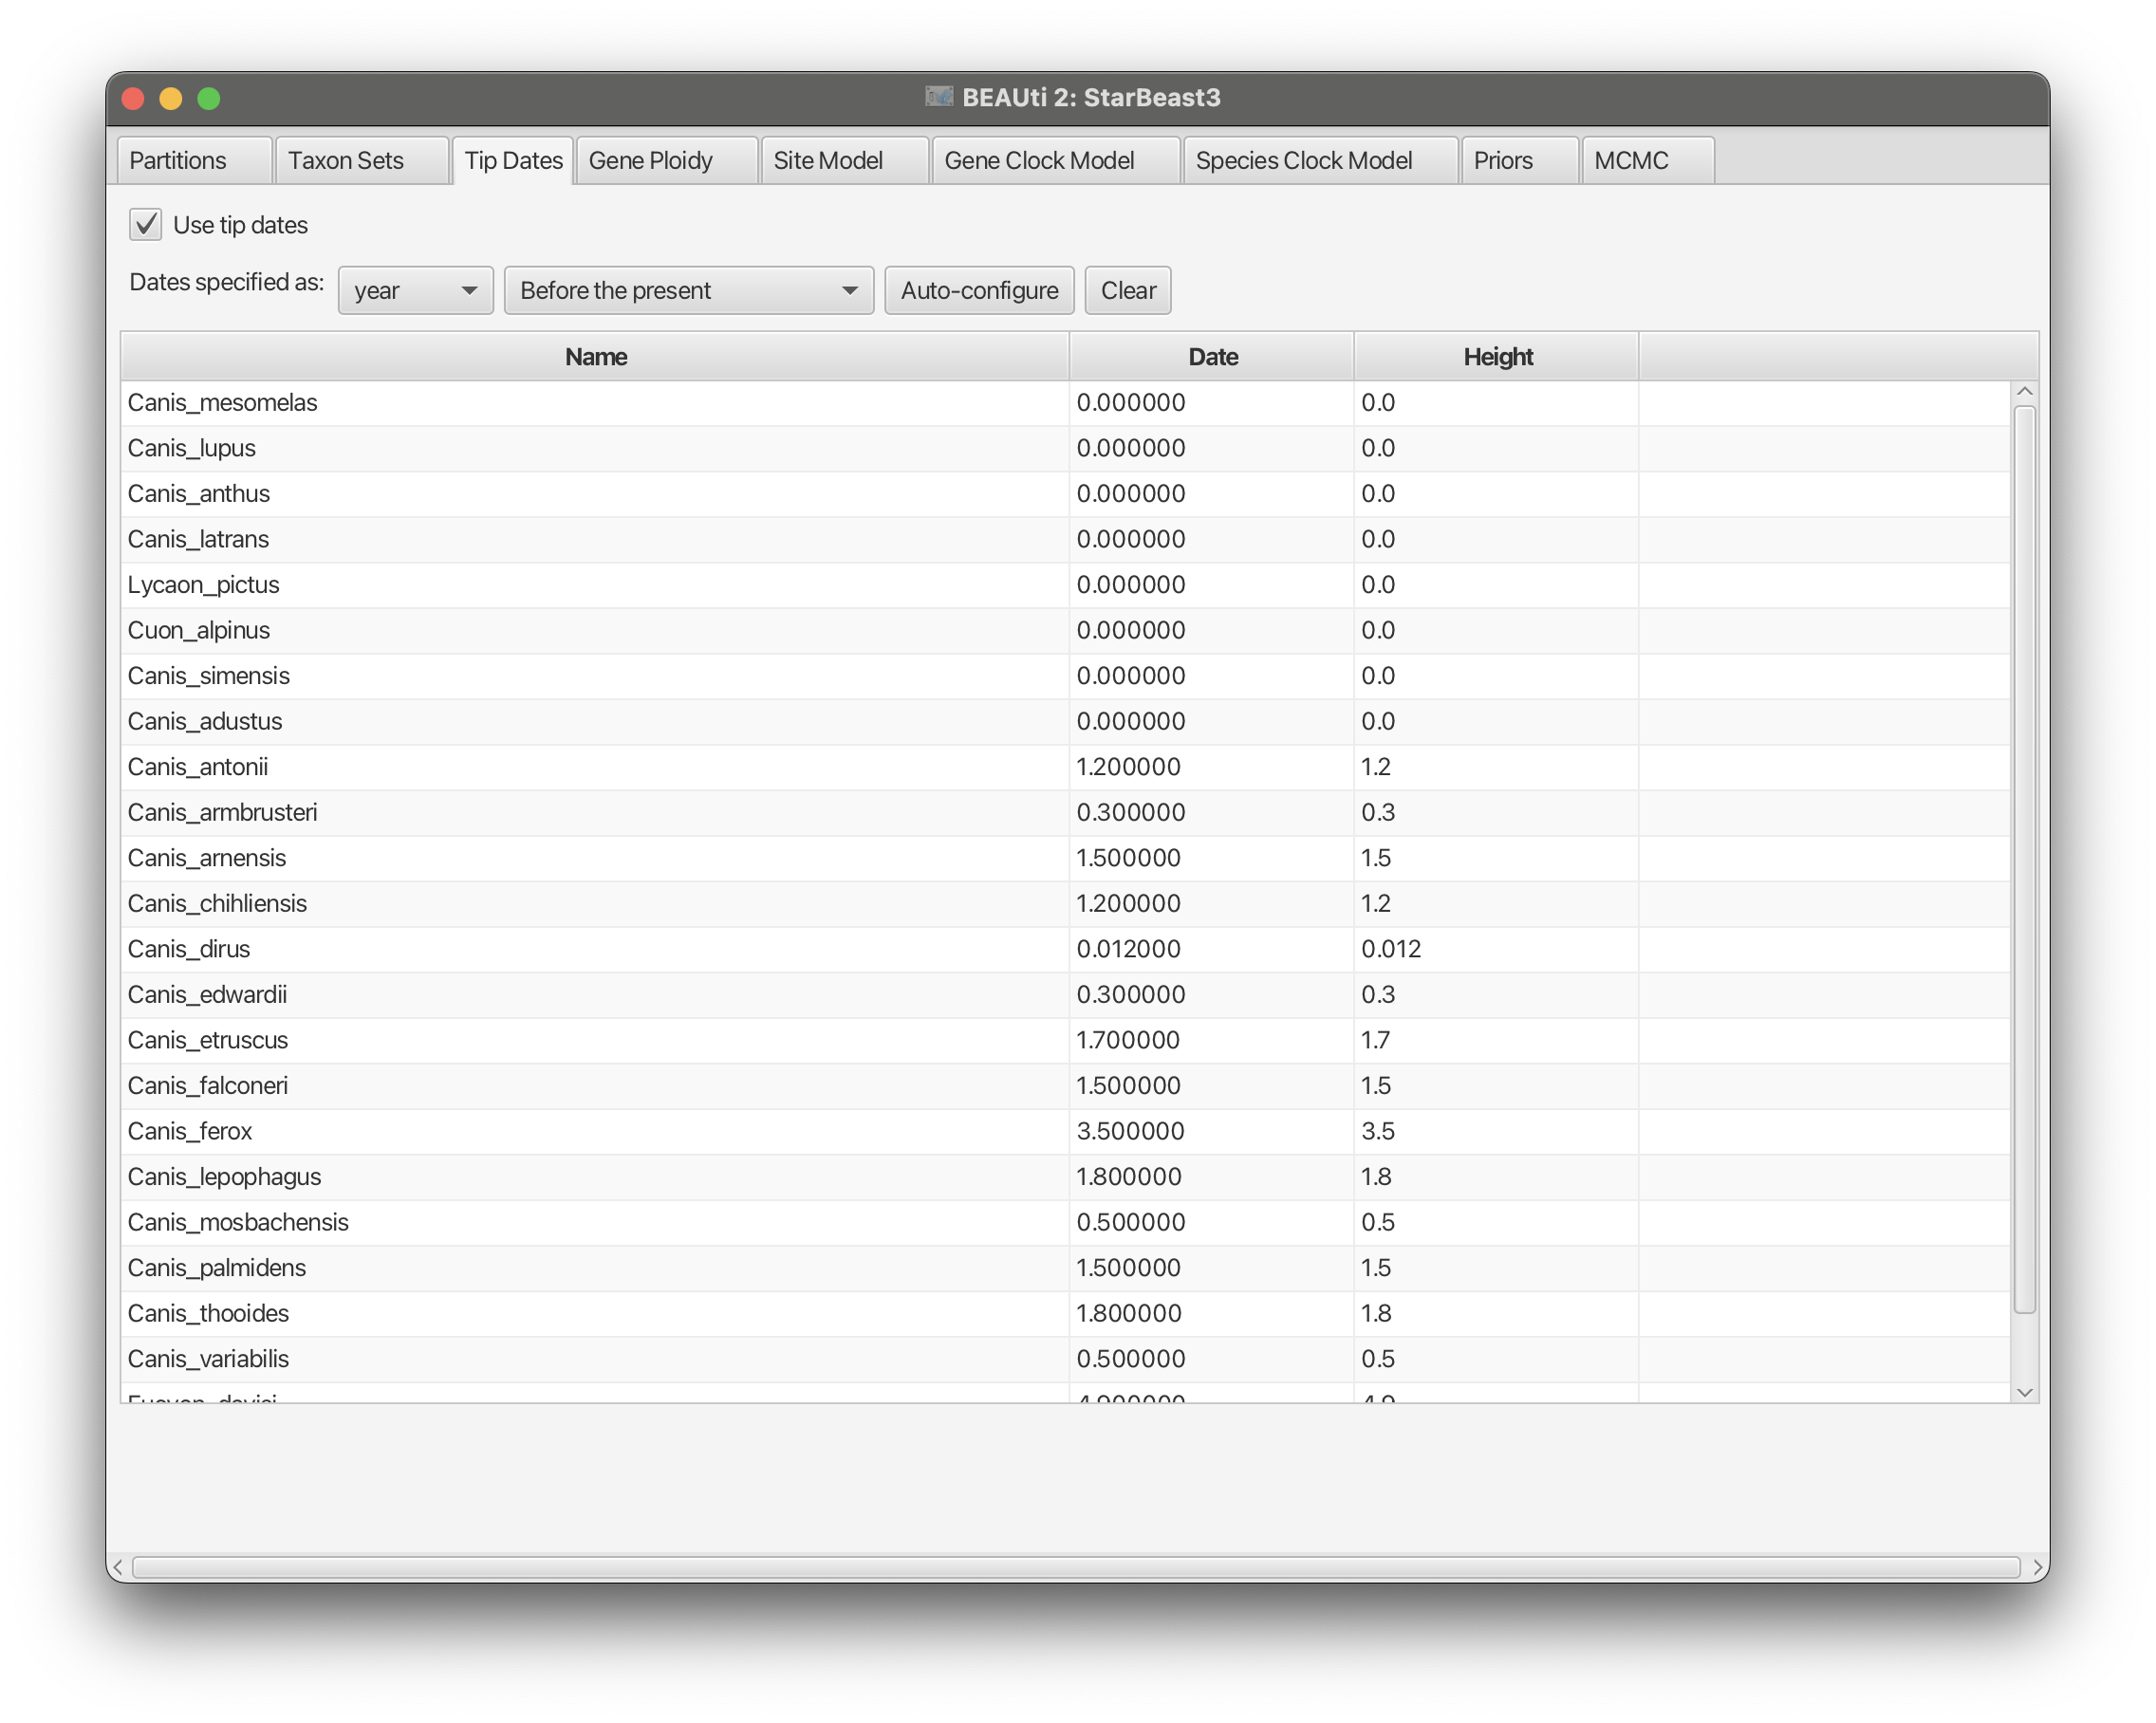 BEAUti 2: StarBeast3
Partitions Taxon Sets Tip Dates Gene Ploidy Site Model Gene Clock Model Species Clock Model Priors MCMC
Use tip dates
Dates specified as: year Before the present Auto-configure Clear
Name Date Height
Canis_mesomelas 0.000000 0.0
Canis_lupus 0.000000 0.0
Canis_anthus 0.000000 0.0
Canis_latrans 0.000000 0.0
Lycaon_pictus 0.000000 0.0
Cuon_alpinus 0.000000 0.0
Canis_simensis 0.000000 0.0
Canis_adustus 0.000000 0.0
Canis_antonii 1.200000 1.2
Canis_armbrusteri 0.300000 0.3
Canis_arnensis 1.500000 1.5
Canis_chihliensis 1.200000 1.2
Canis_dirus 0.012000 0.012
Canis_edwardii 0.300000 0.3
Canis_etruscus 1.700000 1.7
Canis_falconeri 1.500000 1.5
Canis_ferox 3.500000 3.5
Canis_lepophagus 1.800000 1.8
Canis_mosbachensis 0.500000 0.5
Canis_palmidens 1.500000 1.5
Canis_thooides 1.800000 1.8
Canis_variabilis 0.500000 0.5